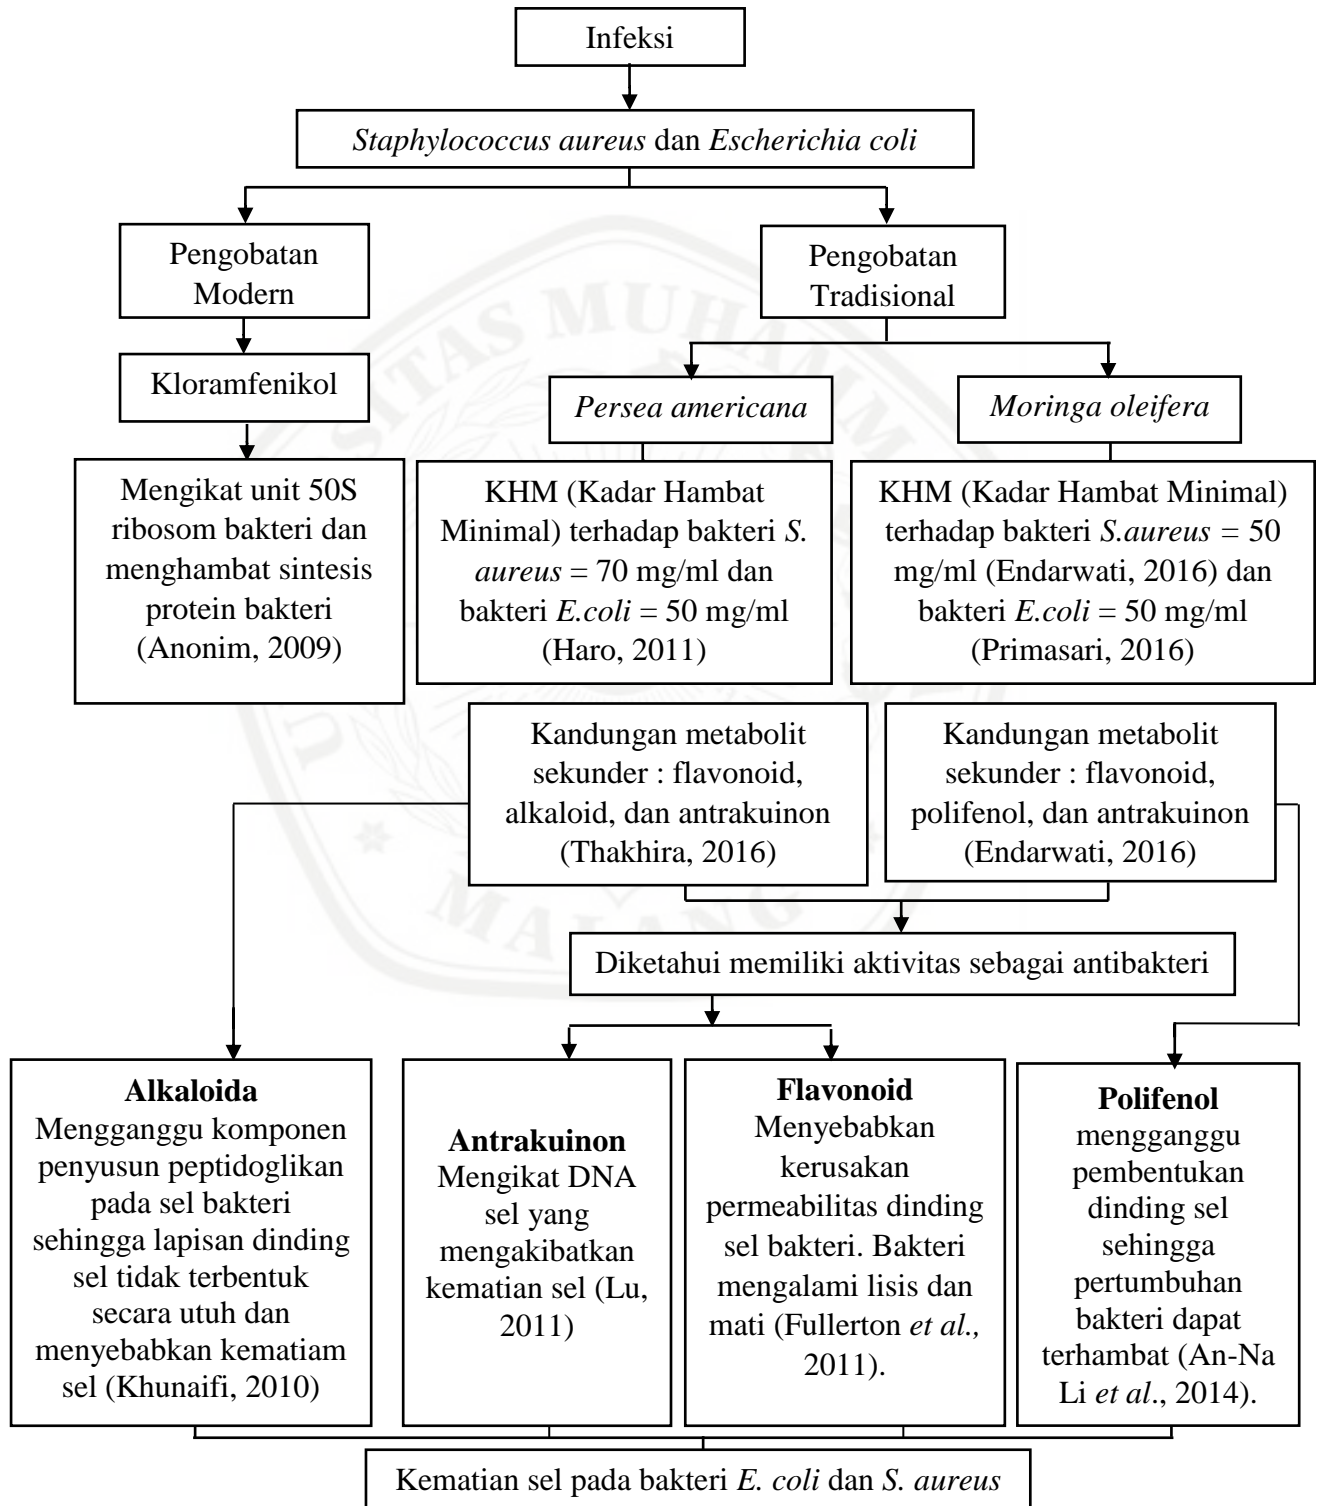 Infeksi
Staphylococcus aureus dan Escherichia coli
Pengobatan
Modern
Pengobatan
Tradisional
Kloramfenikol
Persea americana
Moringa oleifera
Mengikat unit 50S
ribosom bakteri dan
menghambat sintesis
protein bakteri
(Anonim, 2009)
KHM (Kadar Hambat
Minimal) terhadap bakteri S.
aureus = 70 mg/ml dan
bakteri E.coli = 50 mg/ml
(Haro, 2011)
KHM (Kadar Hambat Minimal)
terhadap bakteri S.aureus = 50
mg/ml (Endarwati, 2016) dan
bakteri E.coli = 50 mg/ml
(Primasari, 2016)
Kandungan metabolit
sekunder : flavonoid,
alkaloid, dan antrakuinon
(Thakhira, 2016)
Kandungan metabolit
sekunder : flavonoid,
polifenol, dan antrakuinon
(Endarwati, 2016)
Diketahui memiliki aktivitas sebagai antibakteri
Alkaloida
Mengganggu komponen
penyusun peptidoglikan
pada sel bakteri
sehingga lapisan dinding
sel tidak terbentuk
secara utuh dan
menyebabkan kematiam
sel (Khunaifi, 2010)
Antrakuinon
Mengikat DNA
sel yang
mengakibatkan
kematian sel (Lu,
2011)
Flavonoid
Menyebabkan
kerusakan
permeabilitas dinding
sel bakteri. Bakteri
mengalami lisis dan
mati (Fullerton et al.,
2011).
Polifenol
mengganggu
pembentukan
dinding sel
sehingga
pertumbuhan
bakteri dapat
terhambat (An-Na
Li et al., 2014).
Kematian sel pada bakteri E. coli dan S. aureus
MALANG